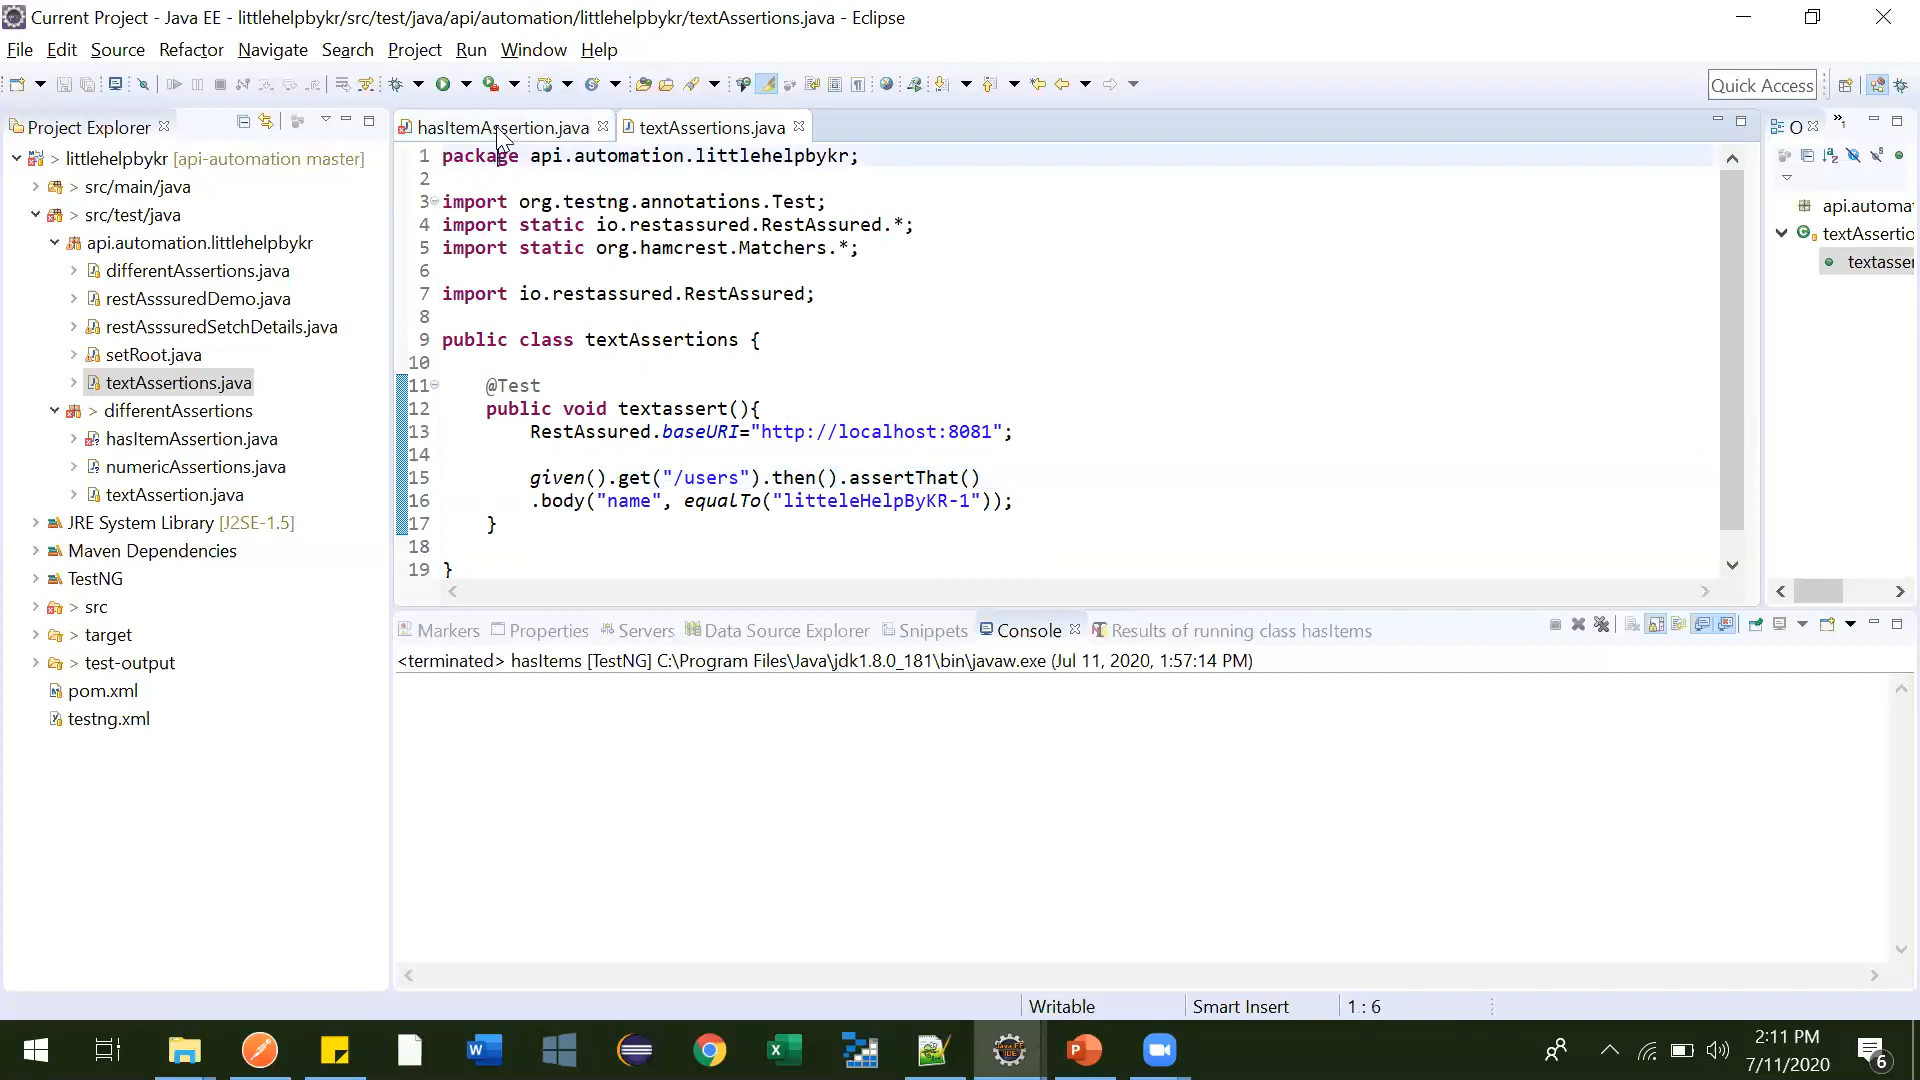 Current Project - Java EE - littlehelpbykr/src/test/java/api/automation/littlehelpbykr/textAssertions.java - Eclipse
File Edit Source Refactor Navigate Search Project Run Window Help
Quick Access
Project Explorer
hasItemAssertion.java
textAssertions.java
O
1
> littlehelpbykr [api-automation master]
> src/main/java
> src/test/java
api.automation.littlehelpbykr
differentAssertions.java
restAsssuredDemo.java
restAsssuredSetchDetails.java
setRoot.java
textAssertions.java
> differentAssertions
hasItemAssertion.java
numericAssertions.java
textAssertion.java
JRE System Library [J2SE-1.5]
Maven Dependencies
TestNG
> src
> target
> test-output
pom.xml
testng.xml
1 package api.automation.littlehelpbykr;
2
3 import org.testng.annotations.Test;
4 import static io.restassured.RestAssured.*;
5 import static org.hamcrest.Matchers.*;
6
7 import io.restassured.RestAssured;
8
9 public class textAssertions {
10
11 @Test
12 public void textassert(){
13 RestAssured.baseURI="http://localhost:8081";
14
15 given().get("/users").then().assertThat()
16 .body("name", equalTo("litteleHelpByKR-1"));
17 }
18
19 }
api.automa
textAssertio
textasser
Markers Properties Servers Data Source Explorer Snippets Console Results of running class hasItems
<terminated> hasItems [TestNG] C:\Program Files\Java\jdk1.8.0_181\bin\javaw.exe (Jul 11, 2020, 1:57:14 PM)
Writable Smart Insert 1 : 6
2:11 PM
7/11/2020
6